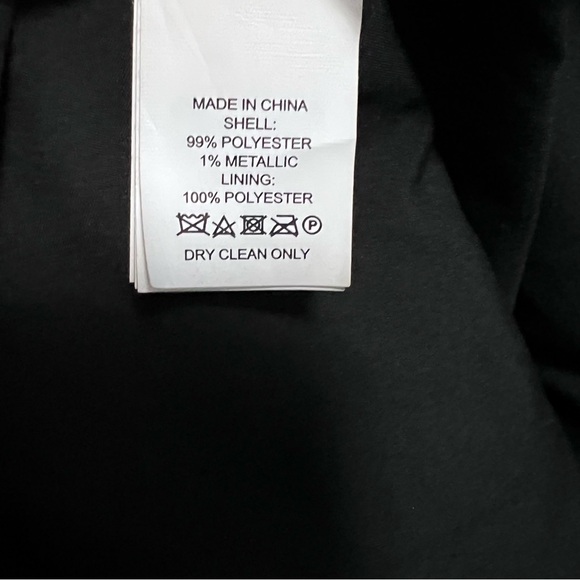 MADE IN CHINA
SHELL:
99% POLYESTER
1% METALLIC
LINING:
100% POLYESTER
P
DRY CLEAN ONLY